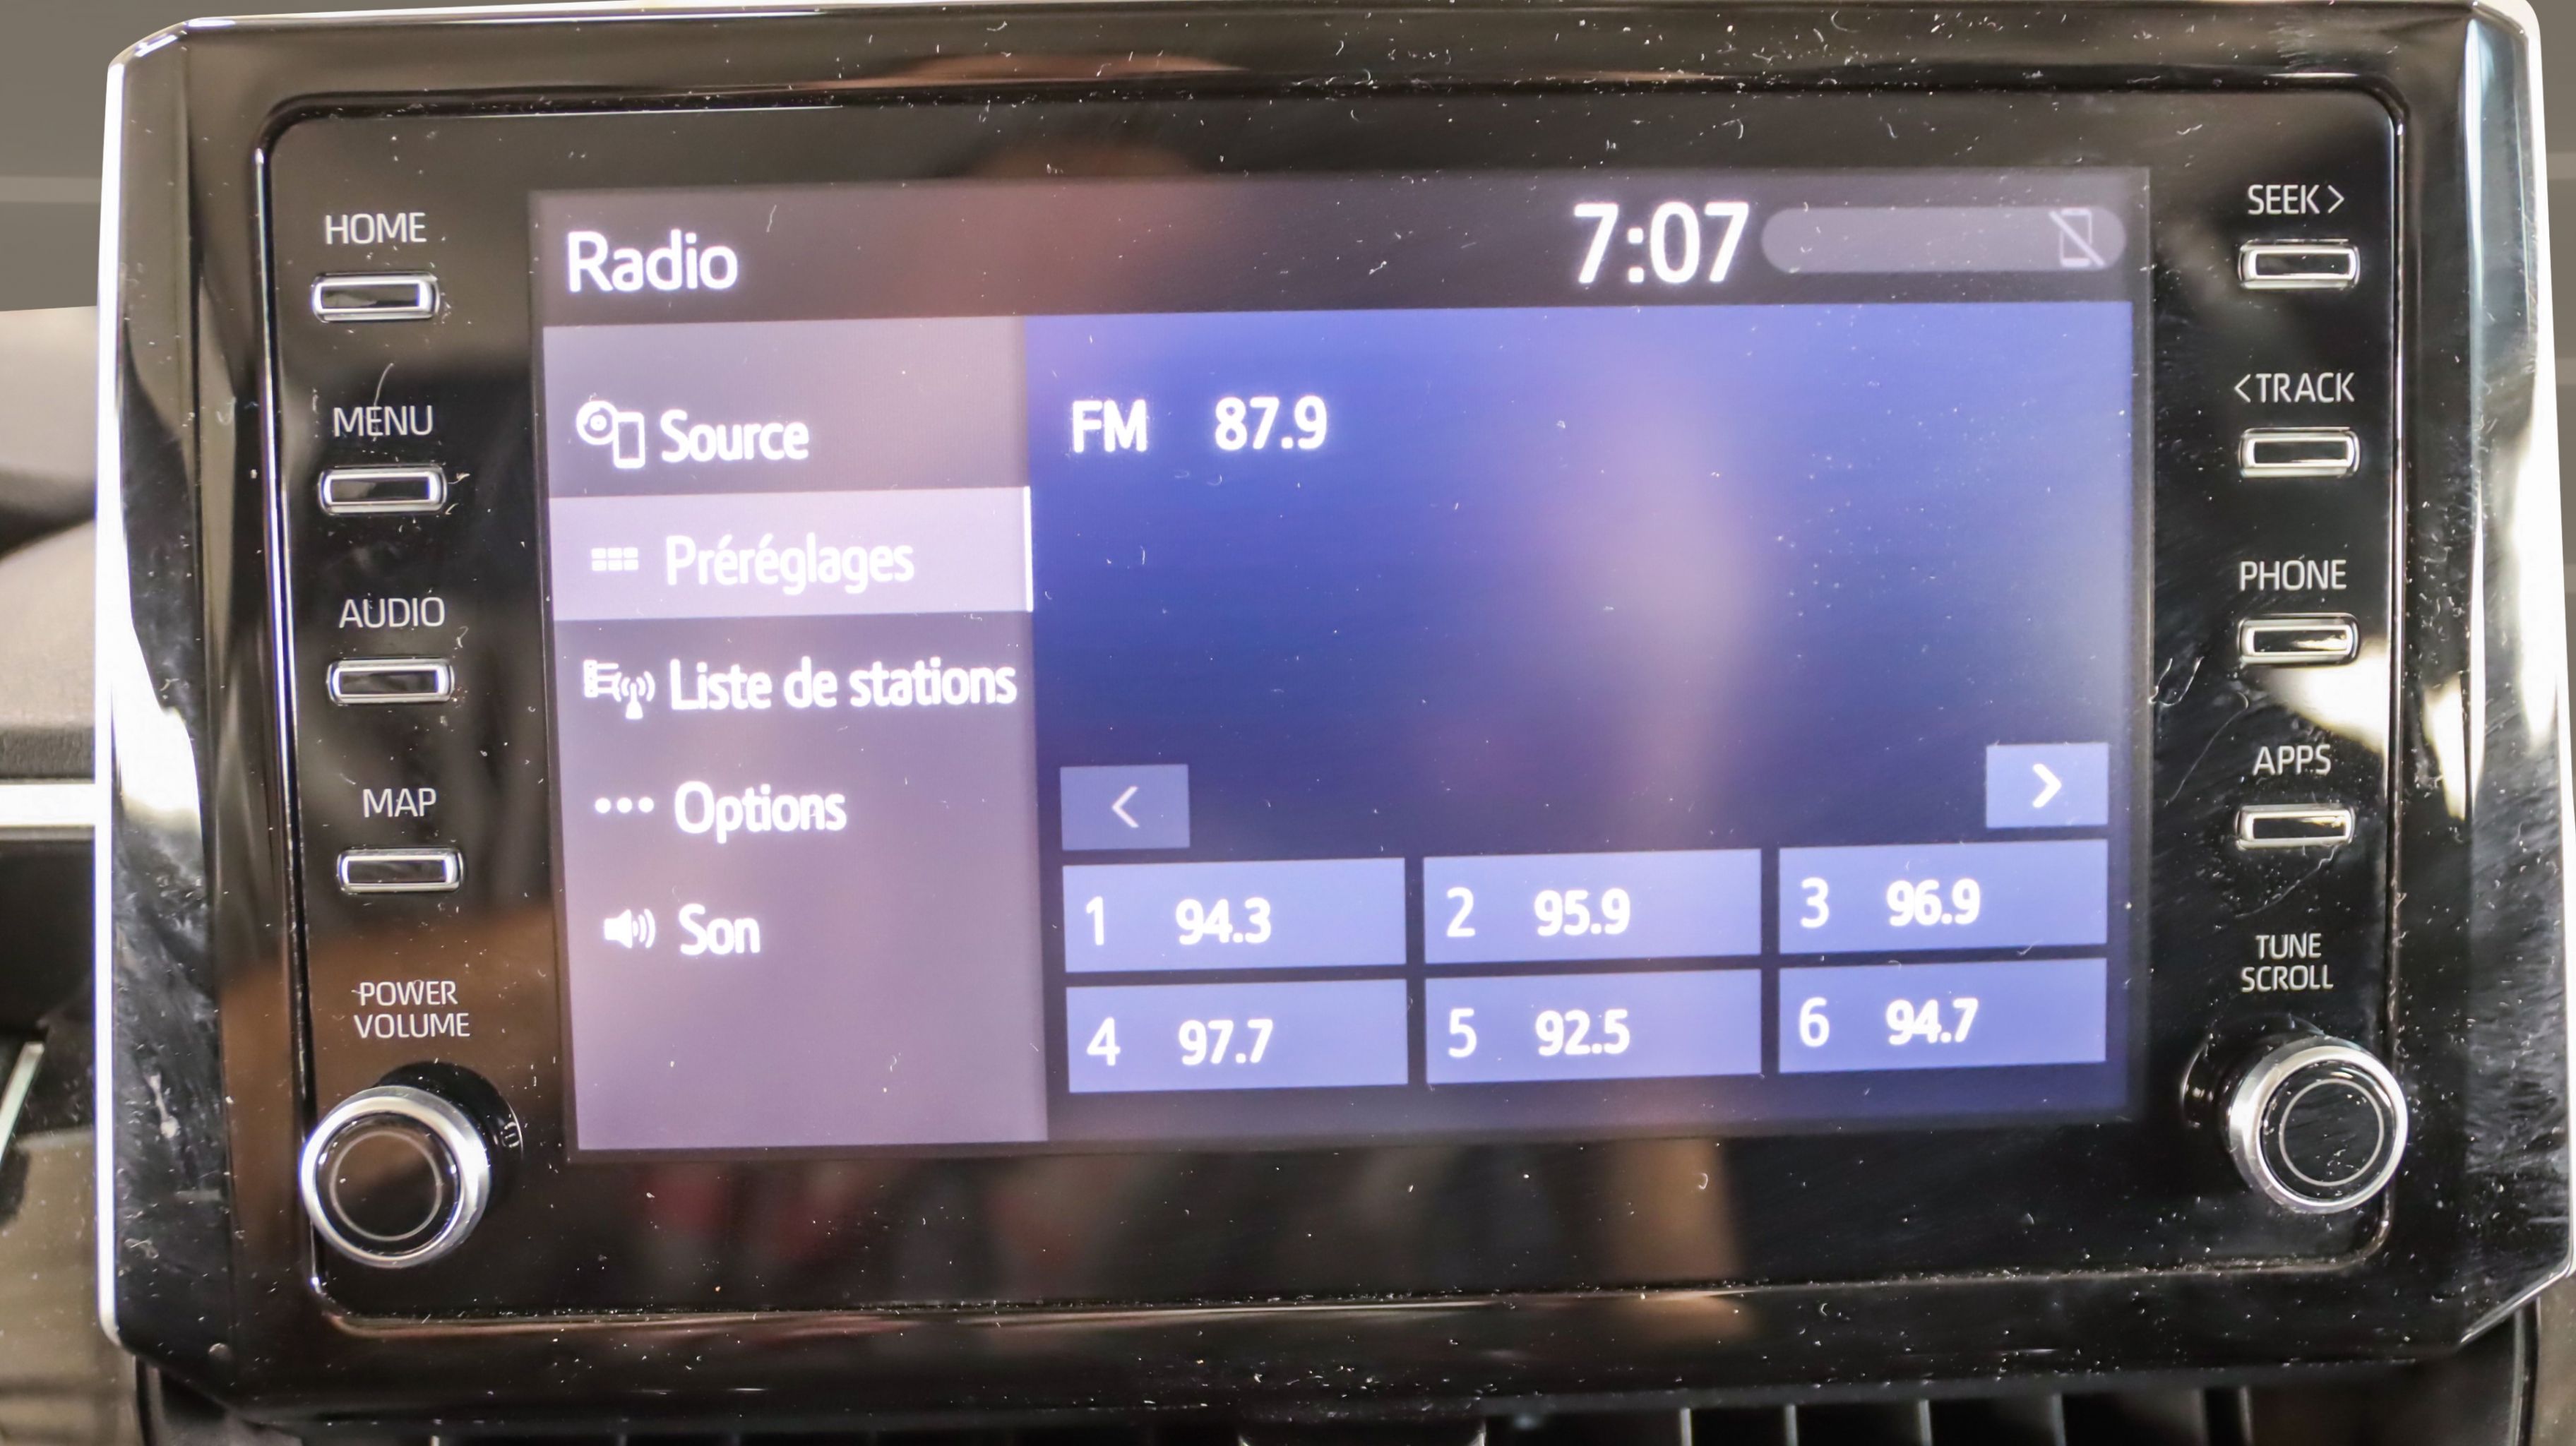 HOME
MENU
AUDIO
MAP
POWER
VOLUME
Radio
7:07
Source
Préréglages
Liste de stations
Options
Son
FM 87.9
<
>
1 94.3
2 95.9
3 96.9
4 97.7
5 92.5
6 94.7
SEEK>
<TRACK
PHONE
APPS
TUNE
SCROLL